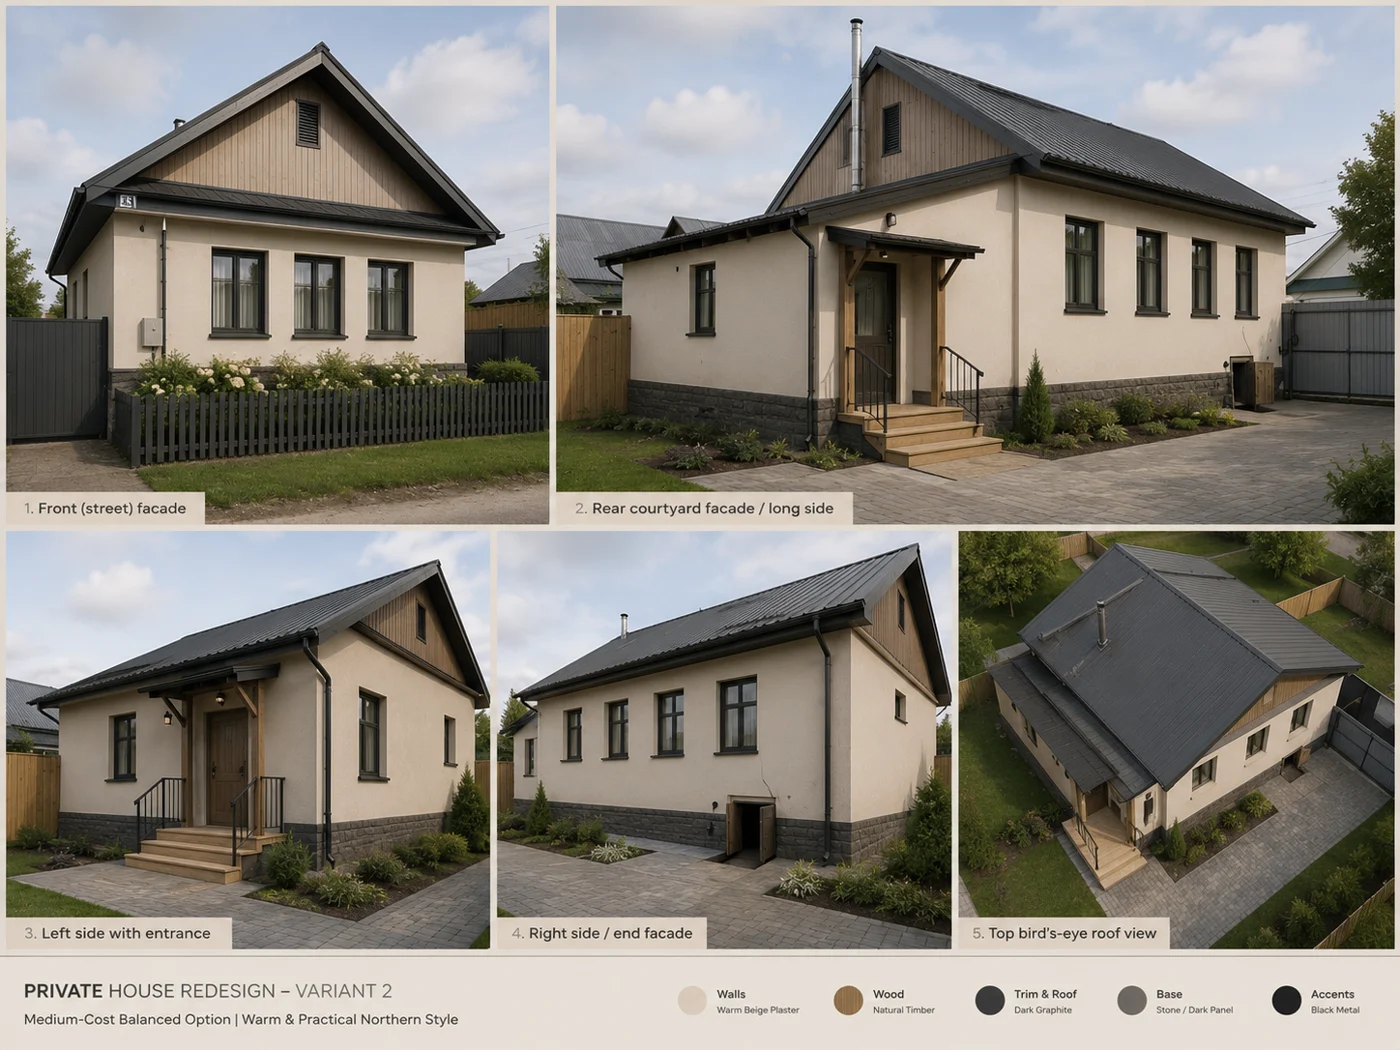 1. Front (street) facade
2. Rear courtyard facade / long side
3. Left side with entrance
4. Right side / end facade
5. Top bird's-eye roof view
PRIVATE HOUSE REDESIGN – VARIANT 2
Medium-Cost Balanced Option | Warm & Practical Northern Style
Walls
Warm Beige Plaster
Wood
Natural Timber
Trim & Roof
Dark Graphite
Base
Stone / Dark Panel
Accents
Black Metal